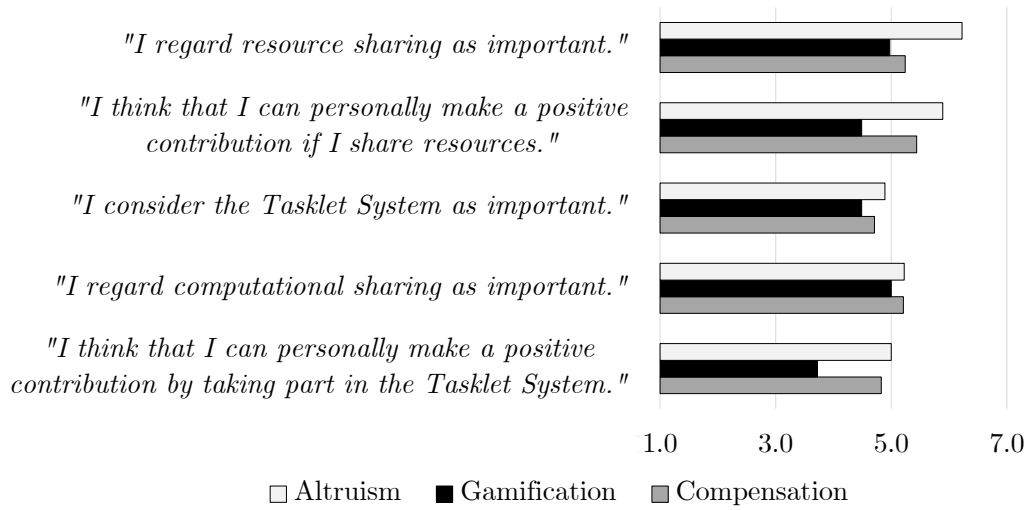 "I regard resource sharing as important."
"I think that I can personally make a positive
contribution if I share resources."
"I consider the Tasklet System as important."
"I regard computational sharing as important."
"I think that I can personally make a positive
contribution by taking part in the Tasklet System."
1.0 3.0 5.0 7.0
Altruism Gamification Compensation